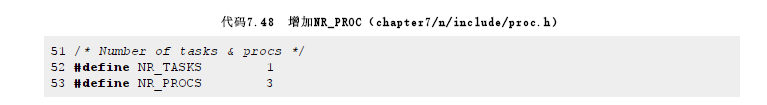 代码7.48 增加NR_PROC（chapter7/n/include/proc.h）
51 /* Number of tasks & procs */
52 #define NR_TASKS 1
53 #define NR_PROCS 3